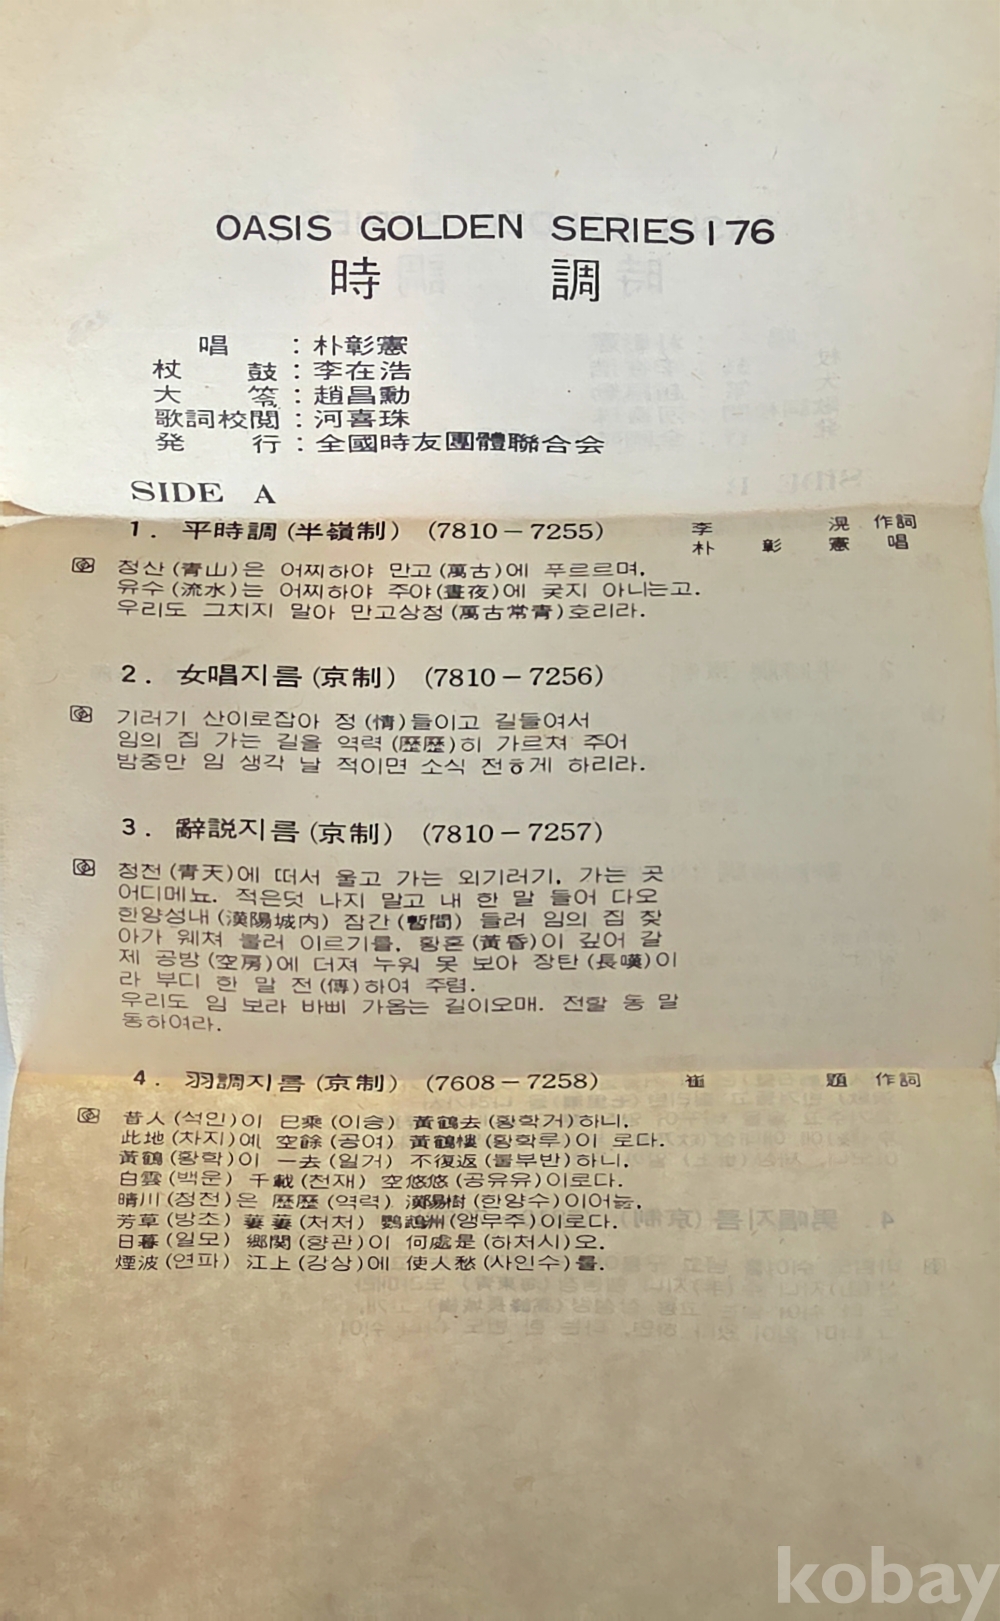 OASIS GOLDEN SERIES 176
時 調
唱 : 朴彰憲
杖 鼓 : 李在浩
大 笒 : 趙昌勳
歌詞校閲 : 河喜珠
発 行 : 全國時友團體聯合会
SIDE A
1. 平時調 (半嶺制) (7810-7255) 李 滉 作詞
朴 彰 憲 唱
청산 (青山)은 어찌하야 만고 (萬古)에 푸르르며,
유수 (流水)는 어찌하야 주야 (晝夜)에 궂지 아니는고.
우리도 그치지 말아 만고상청 (萬古常青)호리라.
2. 女唱지름 (京制) (7810-7256)
기러기 산이로잡아 정 (情)들이고 길들여서
임의 집 가는 길을 역력 (歷歷)히 가르쳐 주어
밤중만 임 생각 날 적이면 소식 전ㅎ게 하리라.
3. 辭説지름 (京制) (7810-7257)
청천 (青天)에 떠서 울고 가는 외기러기, 가는 곳
어디메뇨. 적은덧 나지 말고 내 한 말 들어 다오
한양성내 (漢陽城内) 잠간 (暫間) 들러 임의 집 찾
아가 웨쳐 불러 이르기를, 황혼 (黃昏)이 깊어 갈
제 공방 (空房)에 더져 누워 못 보아 장탄 (長嘆)이
라 부디 한 말 전 (傳)하여 주렴.
우리도 임 보라 바삐 가옵는 길이오매. 전할 동 말
동하여라.
4. 羽調지름 (京制) (7608-7258) 崔 顥 作詞
昔人 (석인)이 已乘 (이승) 黃鶴去 (황학거)하니.
此地 (차지)에 空餘 (공여) 黃鶴樓 (황학루)이 로다.
黃鶴 (황학)이 一去 (일거) 不復返 (불부반)하니,
白雲 (백운) 千載 (천재) 空悠悠 (공유유)이로다.
晴川 (청천)은 歷歷 (역력) 漢陽樹 (한양수)이어늘,
芳草 (방초) 萋萋 (처처) 鸚鵡洲 (앵무주)이로다.
日暮 (일모) 鄕関 (향관)이 何處是 (하처시)오.
煙波 (연파) 江上 (강상)에 使人愁 (사인수)를.
kobay